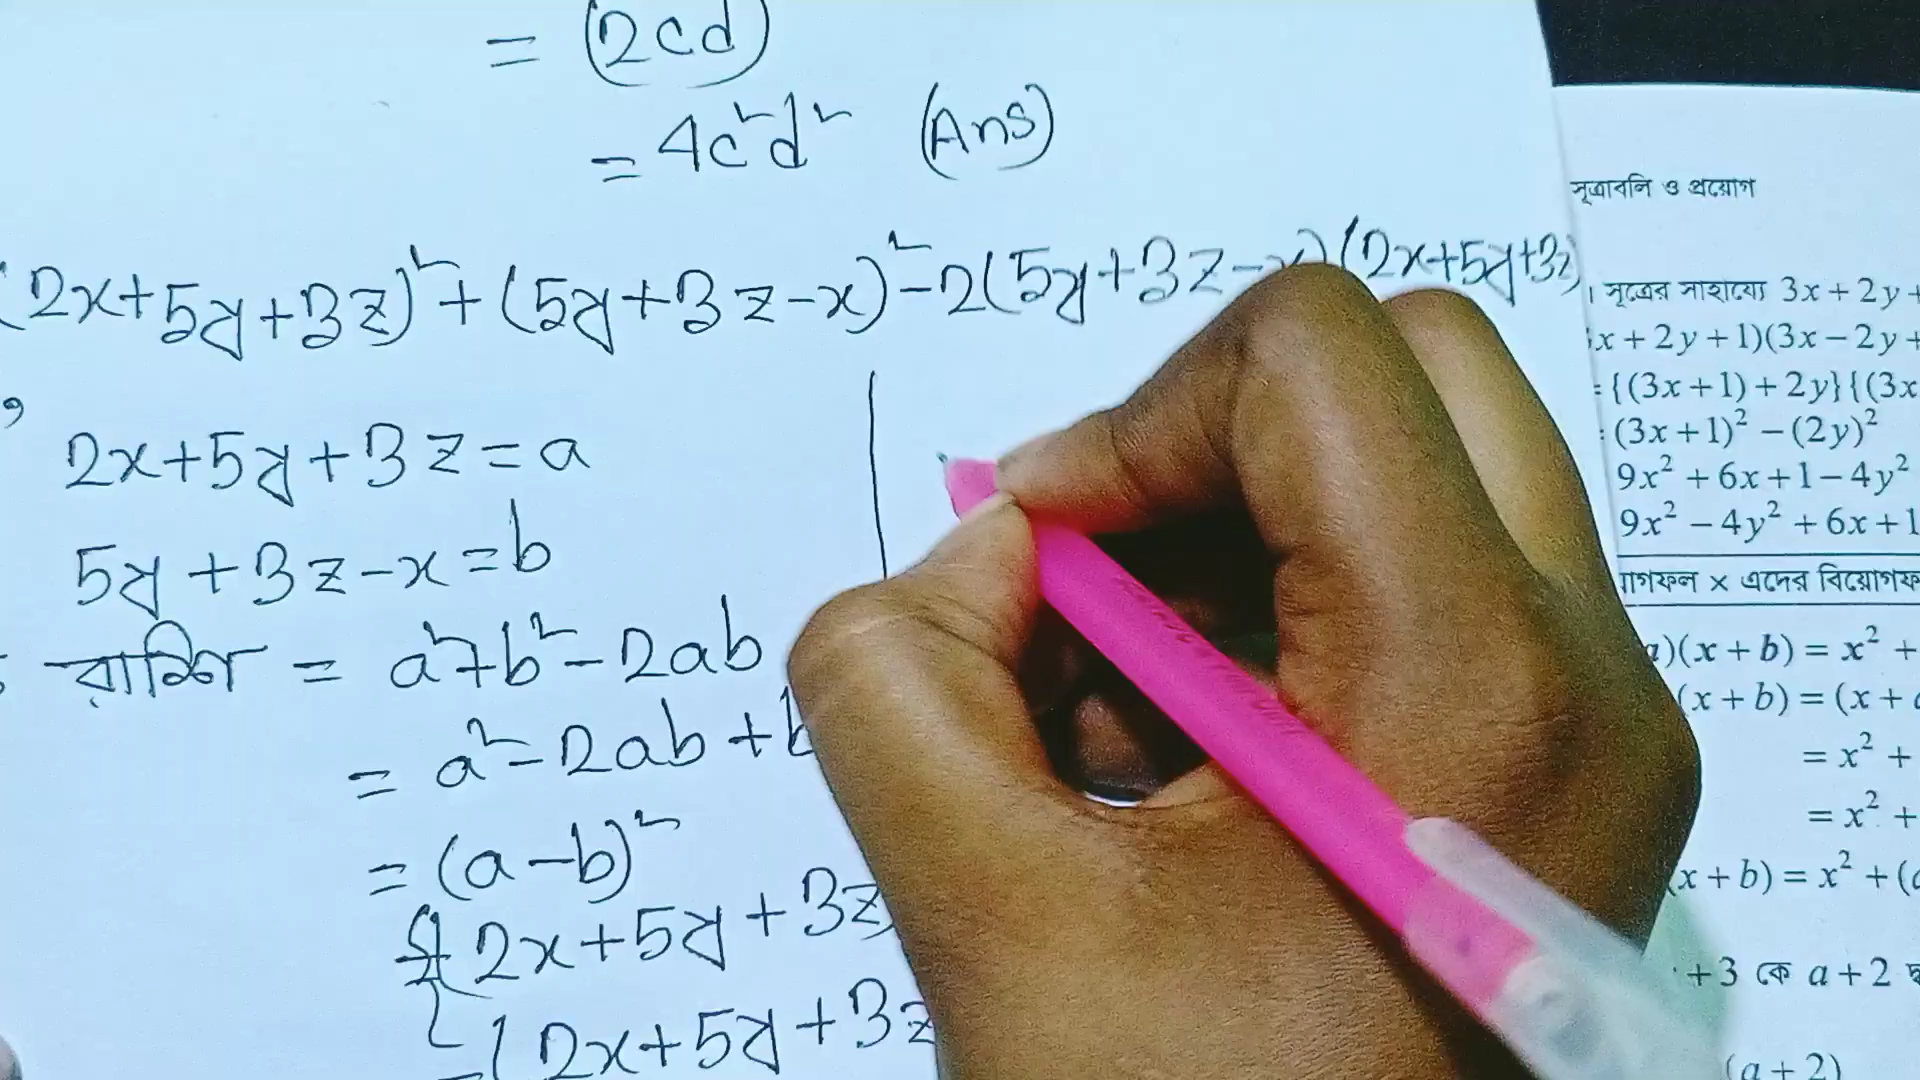 = (2cd)
= 4c²d² (Ans)
(2x+5y+3z)²+(5y+3z-x)²-2(5y+3z-x)(2x+5y+3z)
,
2x+5y+3z=a
5y+3z-x=b
রাশি = a²+b²-2ab
= a²-2ab+b
= (a-b)²
{(2x+5y+3z)
= {2x+5y+3z
সূত্রাবলি ও প্রয়োগ
। সূত্রের সাহায্যে 3x + 2y +
x + 2y + 1)(3x − 2y +
= {(3x + 1) + 2y}{(3x
(3x + 1)² − (2y)²
9x² + 6x + 1 − 4y²
9x² − 4y² + 6x + 1
গফল × এদের বিয়োগফ
a)(x + b) = x² +
(x + b) = (x +
= x² +
= x² +
(x + b) = x² + (
+ 3 কে a + 2
(a + 2)